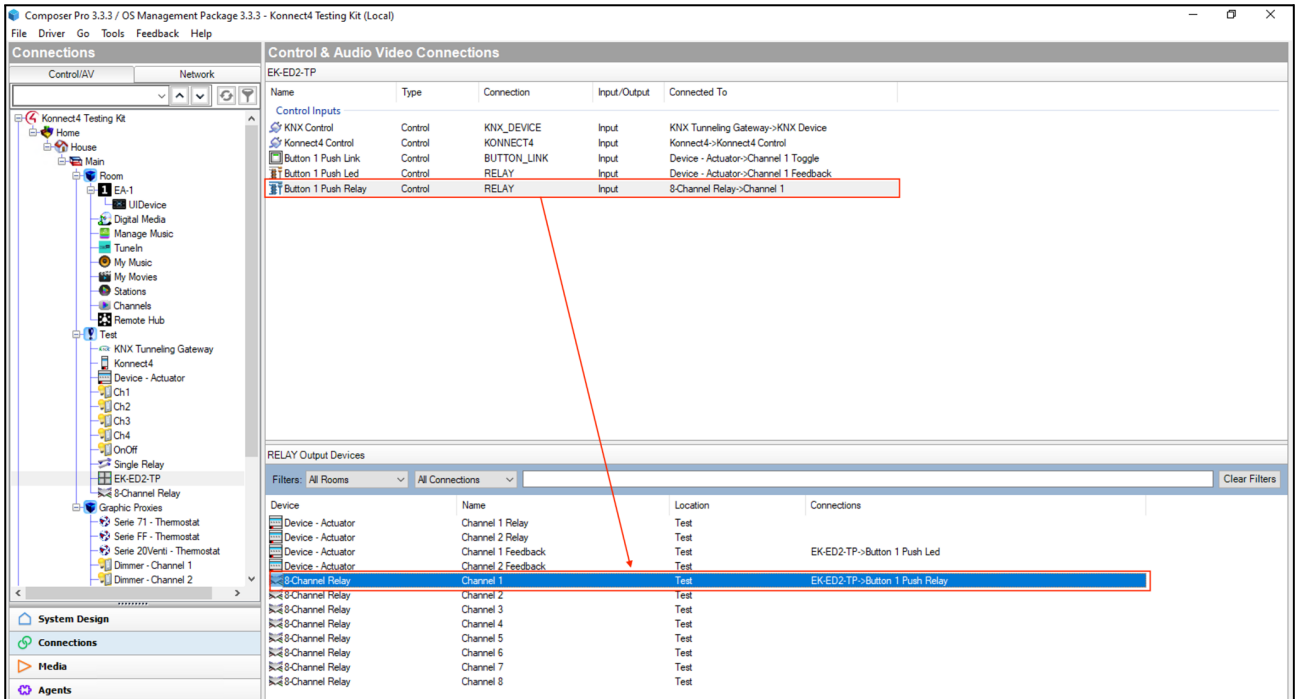 Composer Pro 3.3.3 / OS Management Package 3.3.3 - Konnect4 Testing Kit (Local)
File Driver Go Tools Feedback Help
Connections
Control/AV Network
Konnect4 Testing Kit
Home
House
Main
Room
1 EA-1
UIDevice
Digital Media
Manage Music
TuneIn
My Music
My Movies
Stations
Channels
Remote Hub
Test
KNX Tunneling Gateway
Konnect4
Device - Actuator
Ch1
Ch2
Ch3
Ch4
OnOff
Single Relay
EK-ED2-TP
8-Channel Relay
Graphic Proxies
Serie 71 - Thermostat
Serie FF - Thermostat
Serie 20Venti - Thermostat
Dimmer - Channel 1
Dimmer - Channel 2
System Design
Connections
Media
Agents
Control & Audio Video Connections
EK-ED2-TP
Name Type Connection Input/Output Connected To
Control Inputs
KNX Control Control KNX_DEVICE Input KNX Tunneling Gateway->KNX Device
Konnect4 Control Control KONNECT4 Input Konnect4->Konnect4 Control
Button 1 Push Link Control BUTTON_LINK Input Device - Actuator->Channel 1 Toggle
Button 1 Push Led Control RELAY Input Device - Actuator->Channel 1 Feedback
Button 1 Push Relay Control RELAY Input 8-Channel Relay->Channel 1
RELAY Output Devices
Filters: All Rooms All Connections Clear Filters
Device Name Location Connections
Device - Actuator Channel 1 Relay Test
Device - Actuator Channel 2 Relay Test
Device - Actuator Channel 1 Feedback Test EK-ED2-TP->Button 1 Push Led
Device - Actuator Channel 2 Feedback Test
8-Channel Relay Channel 1 Test EK-ED2-TP->Button 1 Push Relay
8-Channel Relay Channel 2 Test
8-Channel Relay Channel 3 Test
8-Channel Relay Channel 4 Test
8-Channel Relay Channel 5 Test
8-Channel Relay Channel 6 Test
8-Channel Relay Channel 7 Test
8-Channel Relay Channel 8 Test